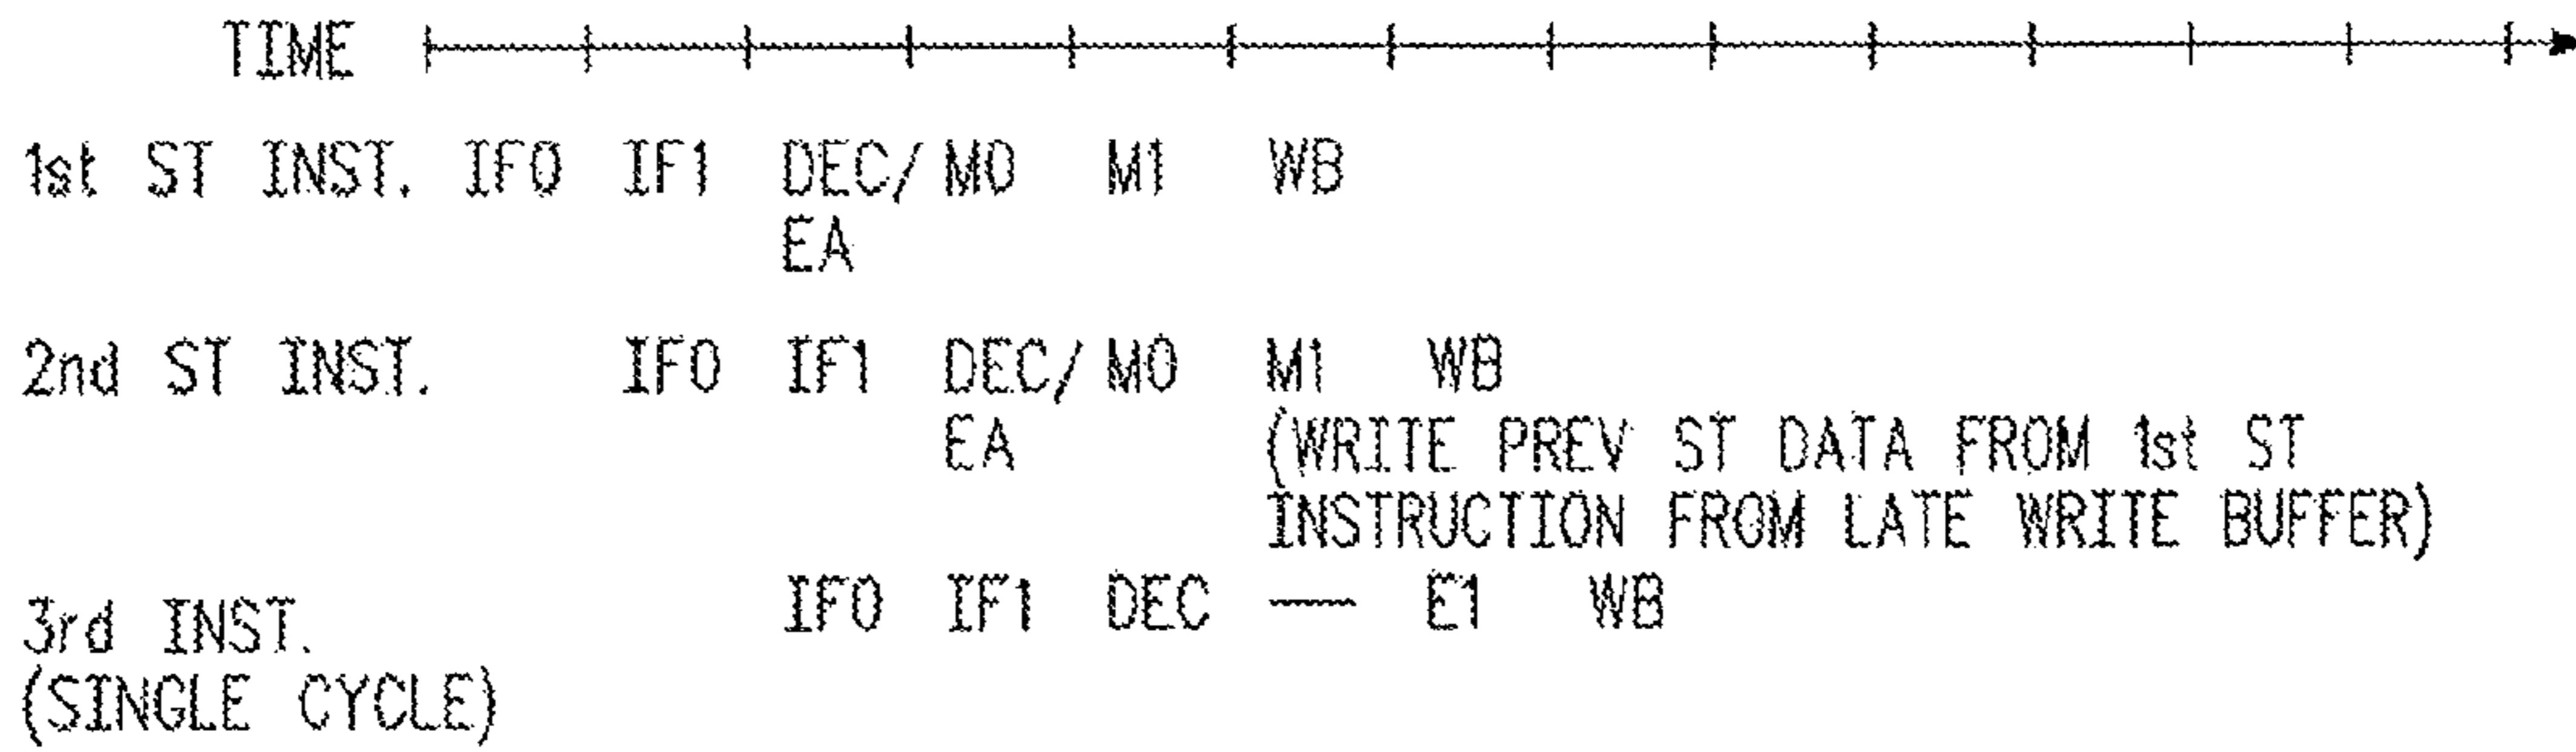 TIME
1st ST INST. IF0 IF1 DEC/ M0 M1 WB
EA
2nd ST INST. IF0 IF1 DEC/ M0 M1 WB
EA (WRITE PREV ST DATA FROM 1st ST
INSTRUCTION FROM LATE WRITE BUFFER)
3rd INST. IF0 IF1 DEC — E1 WB
(SINGLE CYCLE)